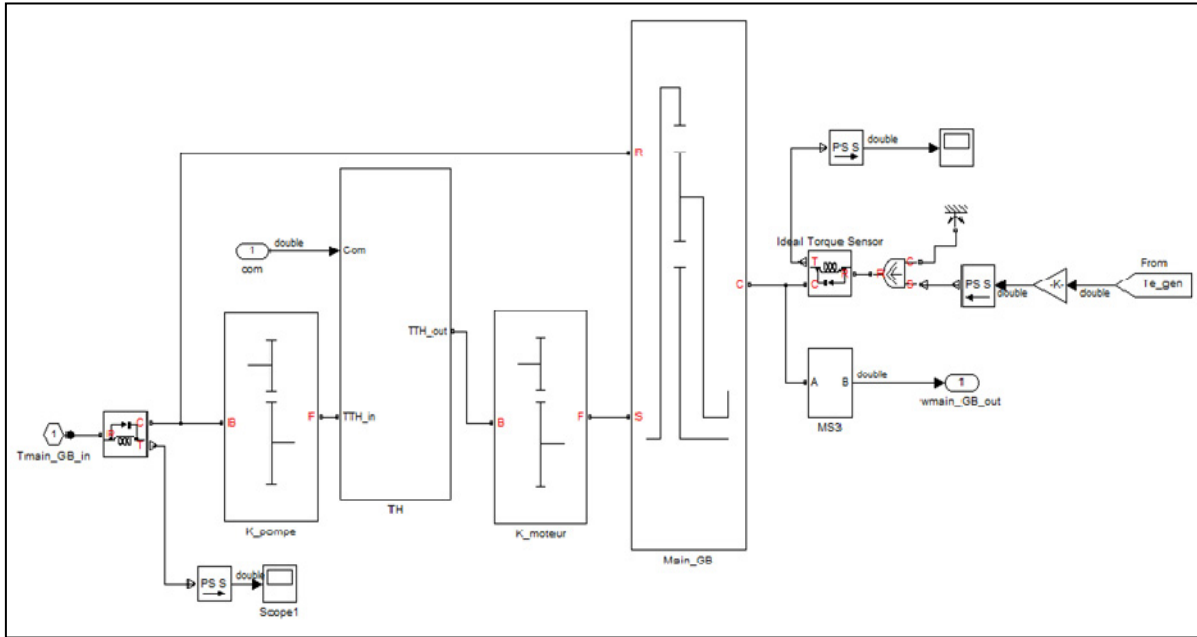 PS S
double
R
double
1
com
Com
Ideal Torque Sensor
T
C
R
S
C
PS S
double
-K-
double
From
Te_gen
C
TTH_out
B
F
S
A
B
double
1
wmain_GB_out
MS3
1
Tmain_GB_in
C
T
B
F
TTH_in
TH
K_pompe
K_moteur
Main_GB
PS S
double
Scope1